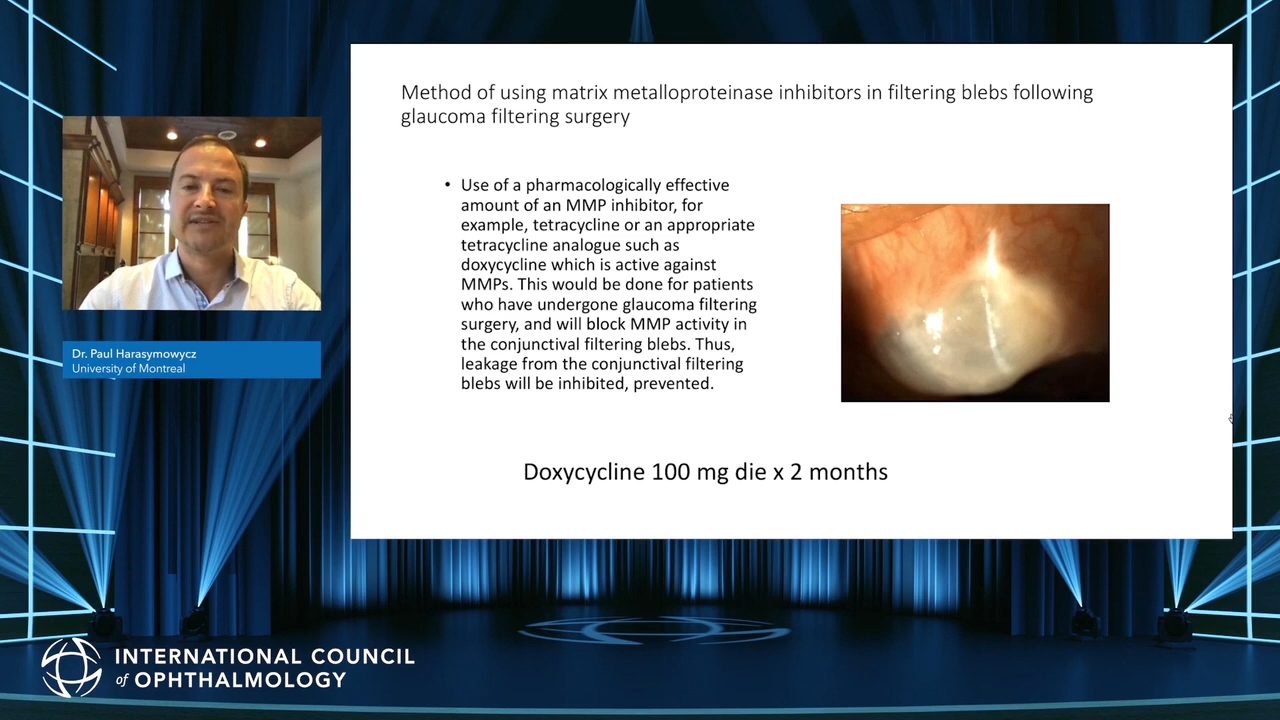 Method of using matrix metalloproteinase inhibitors in filtering blebs following
glaucoma filtering surgery
• Use of a pharmacologically effective
amount of an MMP inhibitor, for
example, tetracycline or an appropriate
tetracycline analogue such as
doxycycline which is active against
MMPs. This would be done for patients
who have undergone glaucoma filtering
surgery, and will block MMP activity in
the conjunctival filtering blebs. Thus,
leakage from the conjunctival filtering
blebs will be inhibited, prevented.
Doxycycline 100 mg die x 2 months
Dr. Paul Harasymowycz
University of Montreal
INTERNATIONAL COUNCIL
of OPHTHALMOLOGY